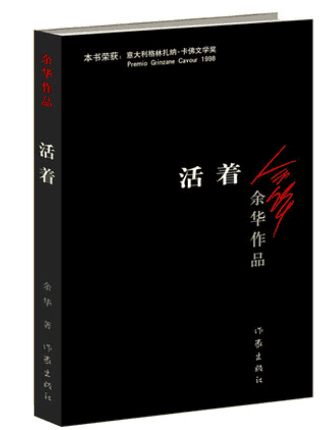 余华作品
活着
余华 著
作家出版社
本书荣获：意大利格林扎纳·卡佛文学奖
Premio Grinzane Cavour 1998
活着
余华
余华作品
作家出版社